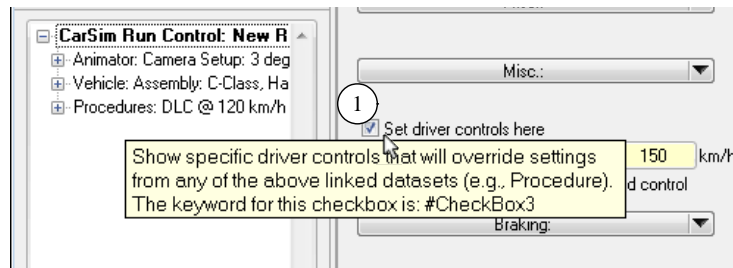 CarSim Run Control: New R
Animator: Camera Setup: 3 deg
Vehicle: Assembly: C-Class, Ha
Procedures: DLC @ 120 km/h
Misc.:
1
Set driver controls here
Show specific driver controls that will override settings
from any of the above linked datasets (e.g., Procedure).
The keyword for this checkbox is: #CheckBox3
150 km/h
d control
Braking: